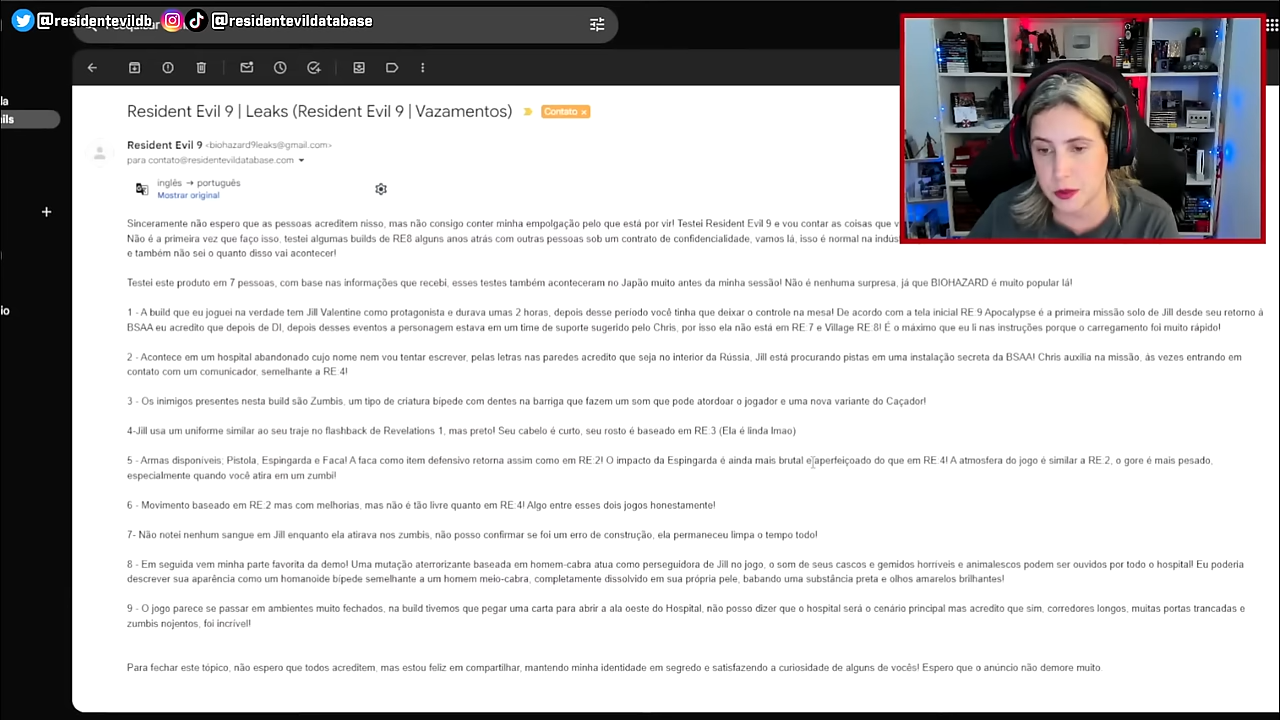 @residentevildb @residentevildatabase
la
ils
io
Resident Evil 9 | Leaks (Resident Evil 9 | Vazamentos) Contato ×
Resident Evil 9 <biohazard9leaks@gmail.com>
para contato@residentevildatabase.com
inglês → português
Mostrar original
Sinceramente não espero que as pessoas acreditem nisso, mas não consigo conter minha empolgação pelo que está por vir! Testei Resident Evil 9 e vou contar as coisas que v
Não é a primeira vez que faço isso, testei algumas builds de RE8 alguns anos atrás com outras pessoas sob um contrato de confidencialidade, vamos lá, isso é normal na indús
e também não sei o quanto disso vai acontecer!
Testei este produto em 7 pessoas, com base nas informações que recebi, esses testes também aconteceram no Japão muito antes da minha sessão! Não é nenhuma surpresa, já que BIOHAZARD é muito popular lá!
1 - A build que eu joguei na verdade tem Jill Valentine como protagonista e durava umas 2 horas, depois desse período você tinha que deixar o controle na mesa! De acordo com a tela inicial RE:9 Apocalypse é a primeira missão solo de Jill desde seu retorno à
BSAA eu acredito que depois de DI, depois desses eventos a personagem estava em um time de suporte sugerido pelo Chris, por isso ela não está em RE:7 e Village RE:8! É o máximo que eu li nas instruções porque o carregamento foi muito rápido!
2 - Acontece em um hospital abandonado cujo nome nem vou tentar escrever, pelas letras nas paredes acredito que seja no interior da Rússia, Jill está procurando pistas em uma instalação secreta da BSAA! Chris auxilia na missão, às vezes entrando em
contato com um comunicador, semelhante a RE:4!
3 - Os inimigos presentes nesta build são Zumbis, um tipo de criatura bípede com dentes na barriga que fazem um som que pode atordoar o jogador e uma nova variante do Caçador!
4-Jill usa um uniforme similar ao seu traje no flashback de Revelations 1, mas preto! Seu cabelo é curto, seu rosto é baseado em RE:3 (Ela é linda lmao)
5 - Armas disponíveis; Pistola, Espingarda e Faca! A faca como item defensivo retorna assim como em RE:2! O impacto da Espingarda é ainda mais brutal e aperfeiçoado do que em RE:4! A atmosfera do jogo é similar a RE:2, o gore é mais pesado,
especialmente quando você atira em um zumbi!
6 - Movimento baseado em RE:2 mas com melhorias, mas não é tão livre quanto em RE:4! Algo entre esses dois jogos honestamente!
7- Não notei nenhum sangue em Jill enquanto ela atirava nos zumbis, não posso confirmar se foi um erro de construção, ela permaneceu limpa o tempo todo!
8 - Em seguida vem minha parte favorita da demo! Uma mutação aterrorizante baseada em homem-cabra atua como perseguidora de Jill no jogo, o som de seus cascos e gemidos horríveis e animalescos podem ser ouvidos por todo o hospital! Eu poderia
descrever sua aparência como um humanoide bípede semelhante a um homem meio-cabra, completamente dissolvido em sua própria pele, babando uma substância preta e olhos amarelos brilhantes!
9 - O jogo parece se passar em ambientes muito fechados, na build tivemos que pegar uma carta para abrir a ala oeste do Hospital, não posso dizer que o hospital será o cenário principal mas acredito que sim, corredores longos, muitas portas trancadas e
zumbis nojentos, foi incrível!
Para fechar este tópico, não espero que todos acreditem, mas estou feliz em compartilhar, mantendo minha identidade em segredo e satisfazendo a curiosidade de alguns de vocês! Espero que o anúncio não demore muito